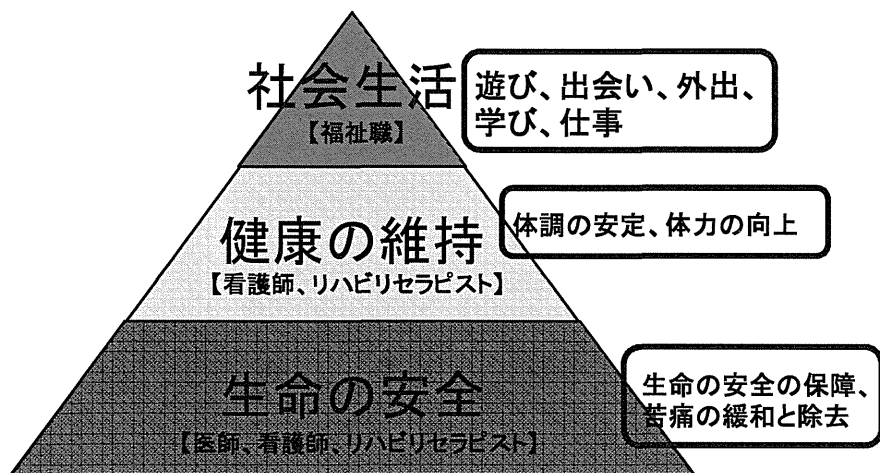 社会生活
【福祉職】
遊び、出会い、外出、
学び、仕事
健康の維持
【看護師、リハビリセラピスト】
体調の安定、体力の向上
生命の安全
【医師、看護師、リハビリセラピスト】
生命の安全の保障、
苦痛の緩和と除去